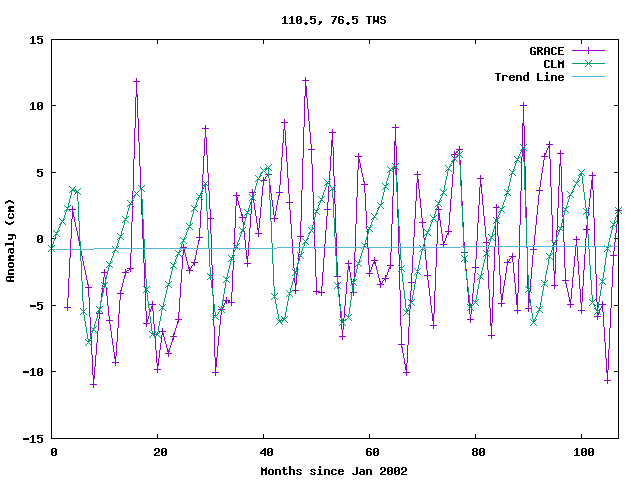 110.5, 76.5 TWS
GRACE
CLM
Trend Line
15
10
5
0
-5
-10
-15
Anomaly (cm)
0 20 40 60 80 100
Months since Jan 2002